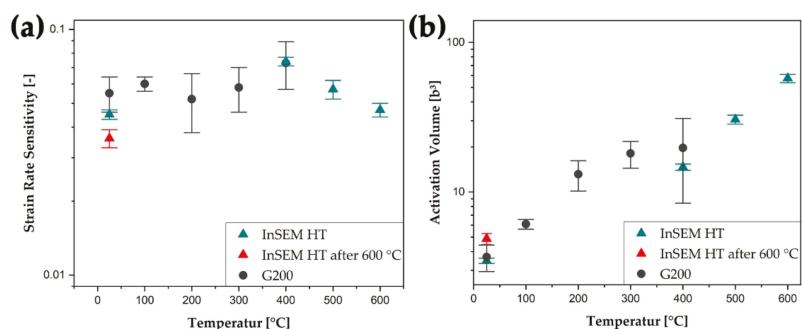 (a)
0.1
0.01
Strain Rate Sensitivity [-]
InSEM HT
InSEM HT after 600 °C
G200
0 100 200 300 400 500 600
Temperatur [°C]
(b)
100
10
Activation Volume [b³]
InSEM HT
InSEM HT after 600 °C
G200
0 100 200 300 400 500 600
Temperatur [°C]